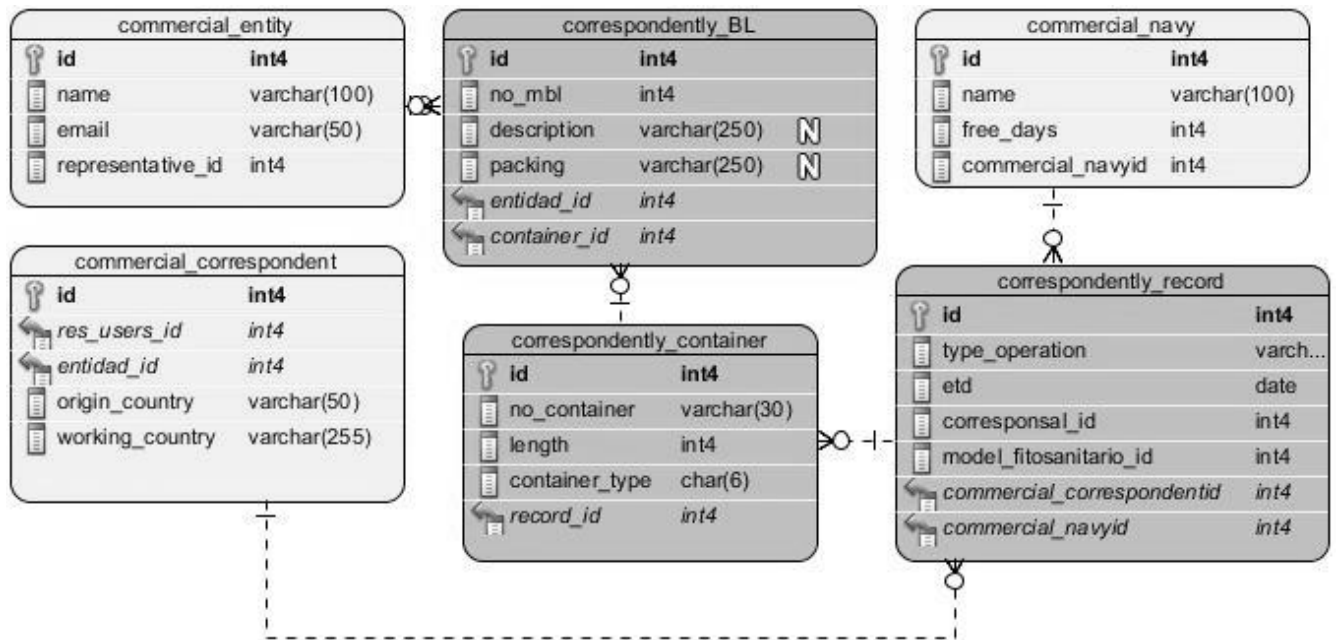 commercial_entity
id int4
name varchar(100)
email varchar(50)
representative_id int4
correspondently_BL
id int4
no_mbl int4
description varchar(250) N
packing varchar(250) N
entidad_id int4
container_id int4
commercial_navy
id int4
name varchar(100)
free_days int4
commercial_navyid int4
commercial_correspondent
id int4
res_users_id int4
entidad_id int4
origin_country varchar(50)
working_country varchar(255)
correspondently_container
id int4
no_container varchar(30)
length int4
container_type char(6)
record_id int4
correspondently_record
id int4
type_operation varch...
etd date
corresponsal_id int4
model_fitosanitario_id int4
commercial_correspondentid int4
commercial_navyid int4